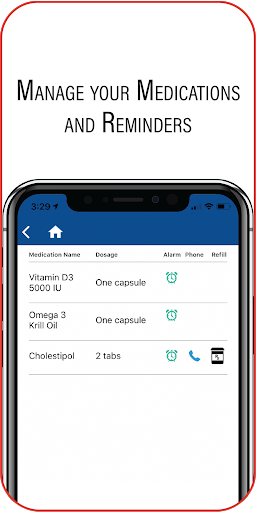 MANAGE YOUR MEDICATIONS
AND REMINDERS
3:29
Medication Name Dosage Alarm Phone Refill
Vitamin D3
5000 IU
One capsule
Omega 3
Krill Oil
One capsule
Cholestipol 2 tabs